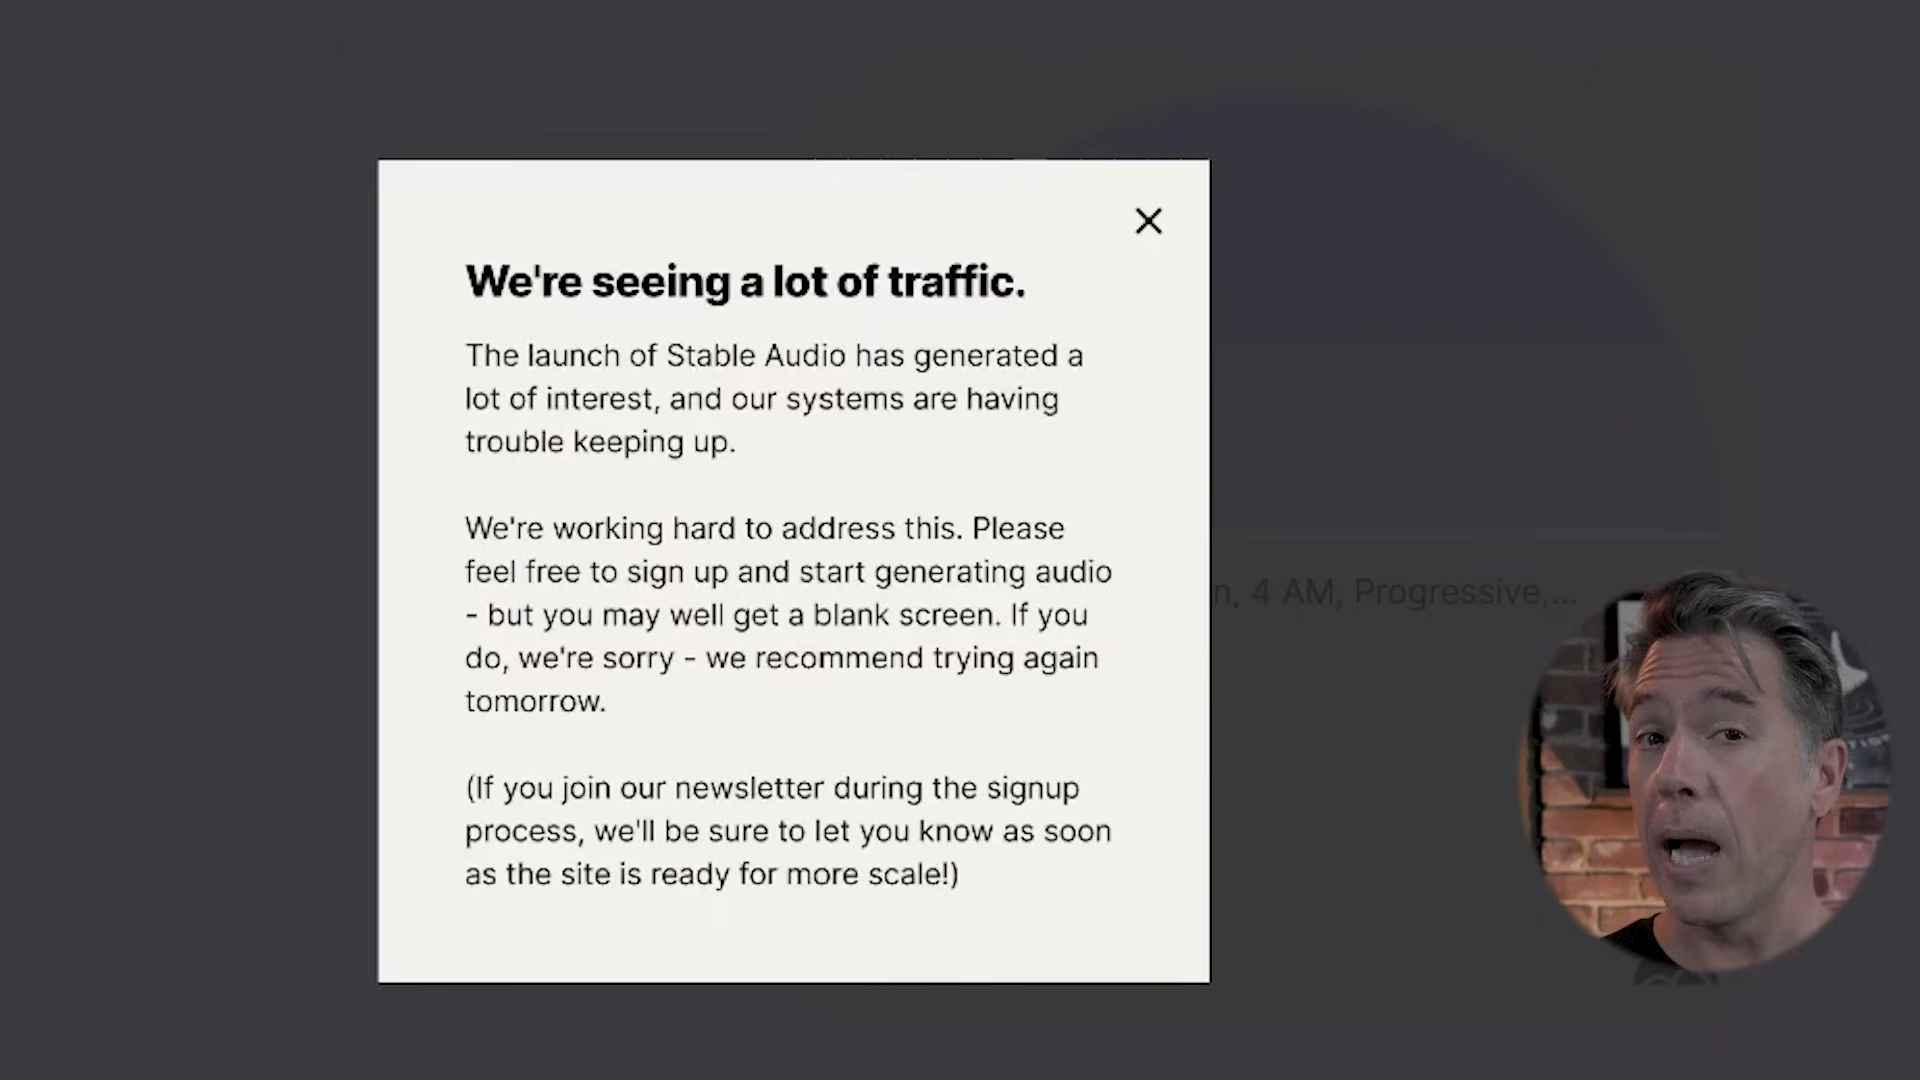 We're seeing a lot of traffic.
The launch of Stable Audio has generated a
lot of interest, and our systems are having
trouble keeping up.
We're working hard to address this. Please
feel free to sign up and start generating audio
- but you may well get a blank screen. If you
do, we're sorry - we recommend trying again
tomorrow.
(If you join our newsletter during the signup
process, we'll be sure to let you know as soon
as the site is ready for more scale!)
n, 4 AM, Progressive,...